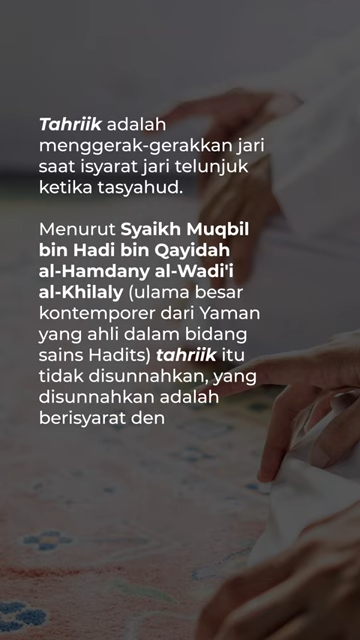 Tahriik adalah
menggerak-gerakkan jari
saat isyarat jari telunjuk
ketika tasyahud.
Menurut Syaikh Muqbil
bin Hadi bin Qayidah
al-Hamdany al-Wadi'i
al-Khilaly (ulama besar
kontemporer dari Yaman
yang ahli dalam bidang
sains Hadits) tahriik itu
tidak disunnahkan, yang
disunnahkan adalah
berisyarat den